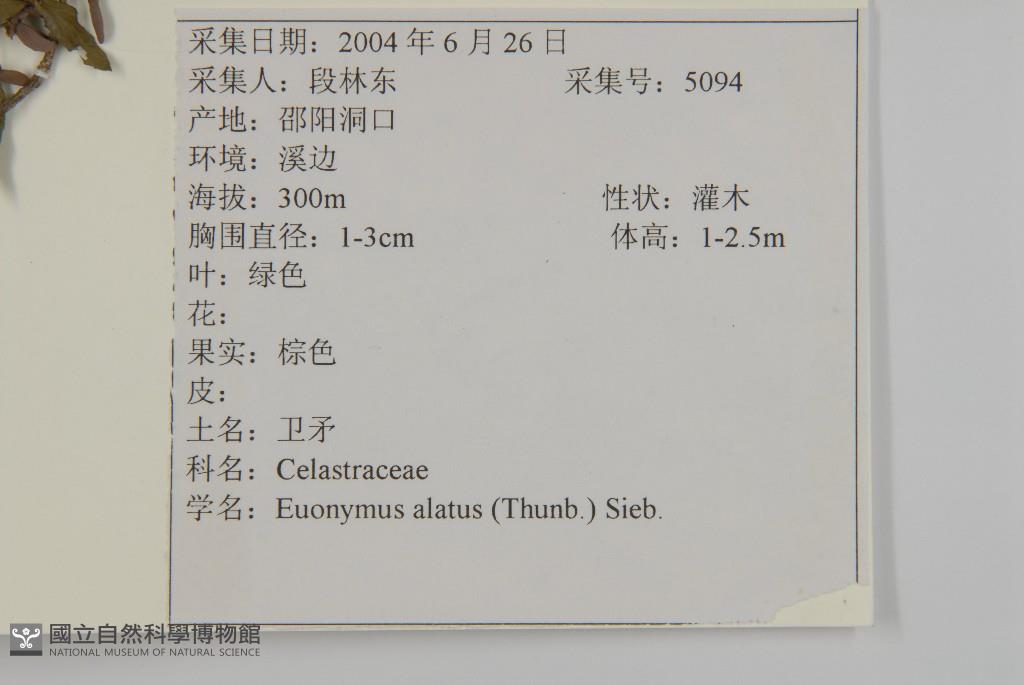 采集日期：2004 年 6 月 26 日
采集人：段林东 采集号：5094
产地：邵阳洞口
环境：溪边
海拔：300m 性状：灌木
胸围直径：1-3cm 体高：1-2.5m
叶：绿色
花：
果实：棕色
皮：
土名：卫矛
科名：Celastraceae
学名：Euonymus alatus (Thunb.) Sieb.
國立自然科學博物館
NATIONAL MUSEUM OF NATURAL SCIENCE